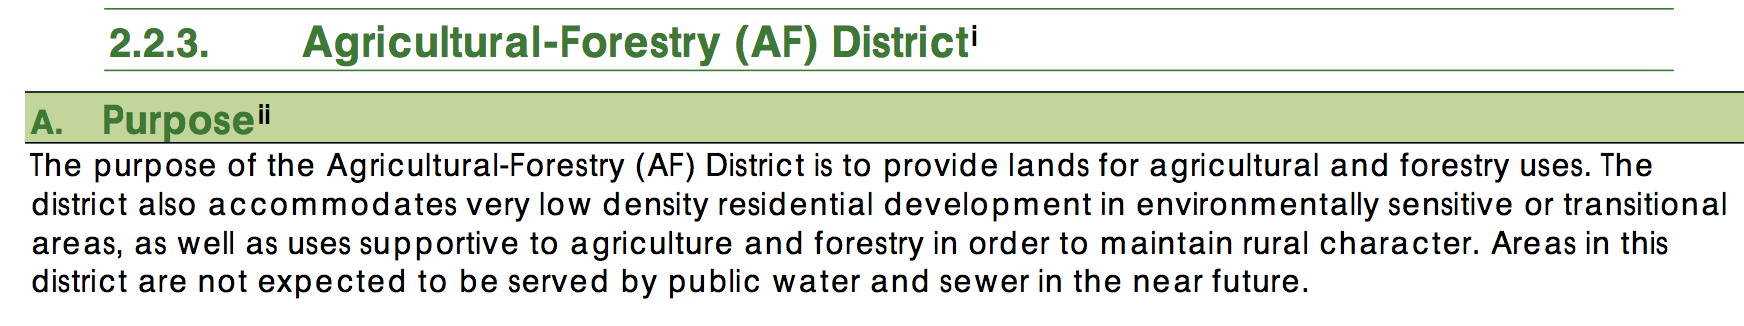 2.2.3. Agricultural-Forestry (AF) Districtⁱ
A. Purposeⁱⁱ
The purpose of the Agricultural-Forestry (AF) District is to provide lands for agricultural and forestry uses. The
district also accommodates very low density residential development in environmentally sensitive or transitional
areas, as well as uses supportive to agriculture and forestry in order to maintain rural character. Areas in this
district are not expected to be served by public water and sewer in the near future.